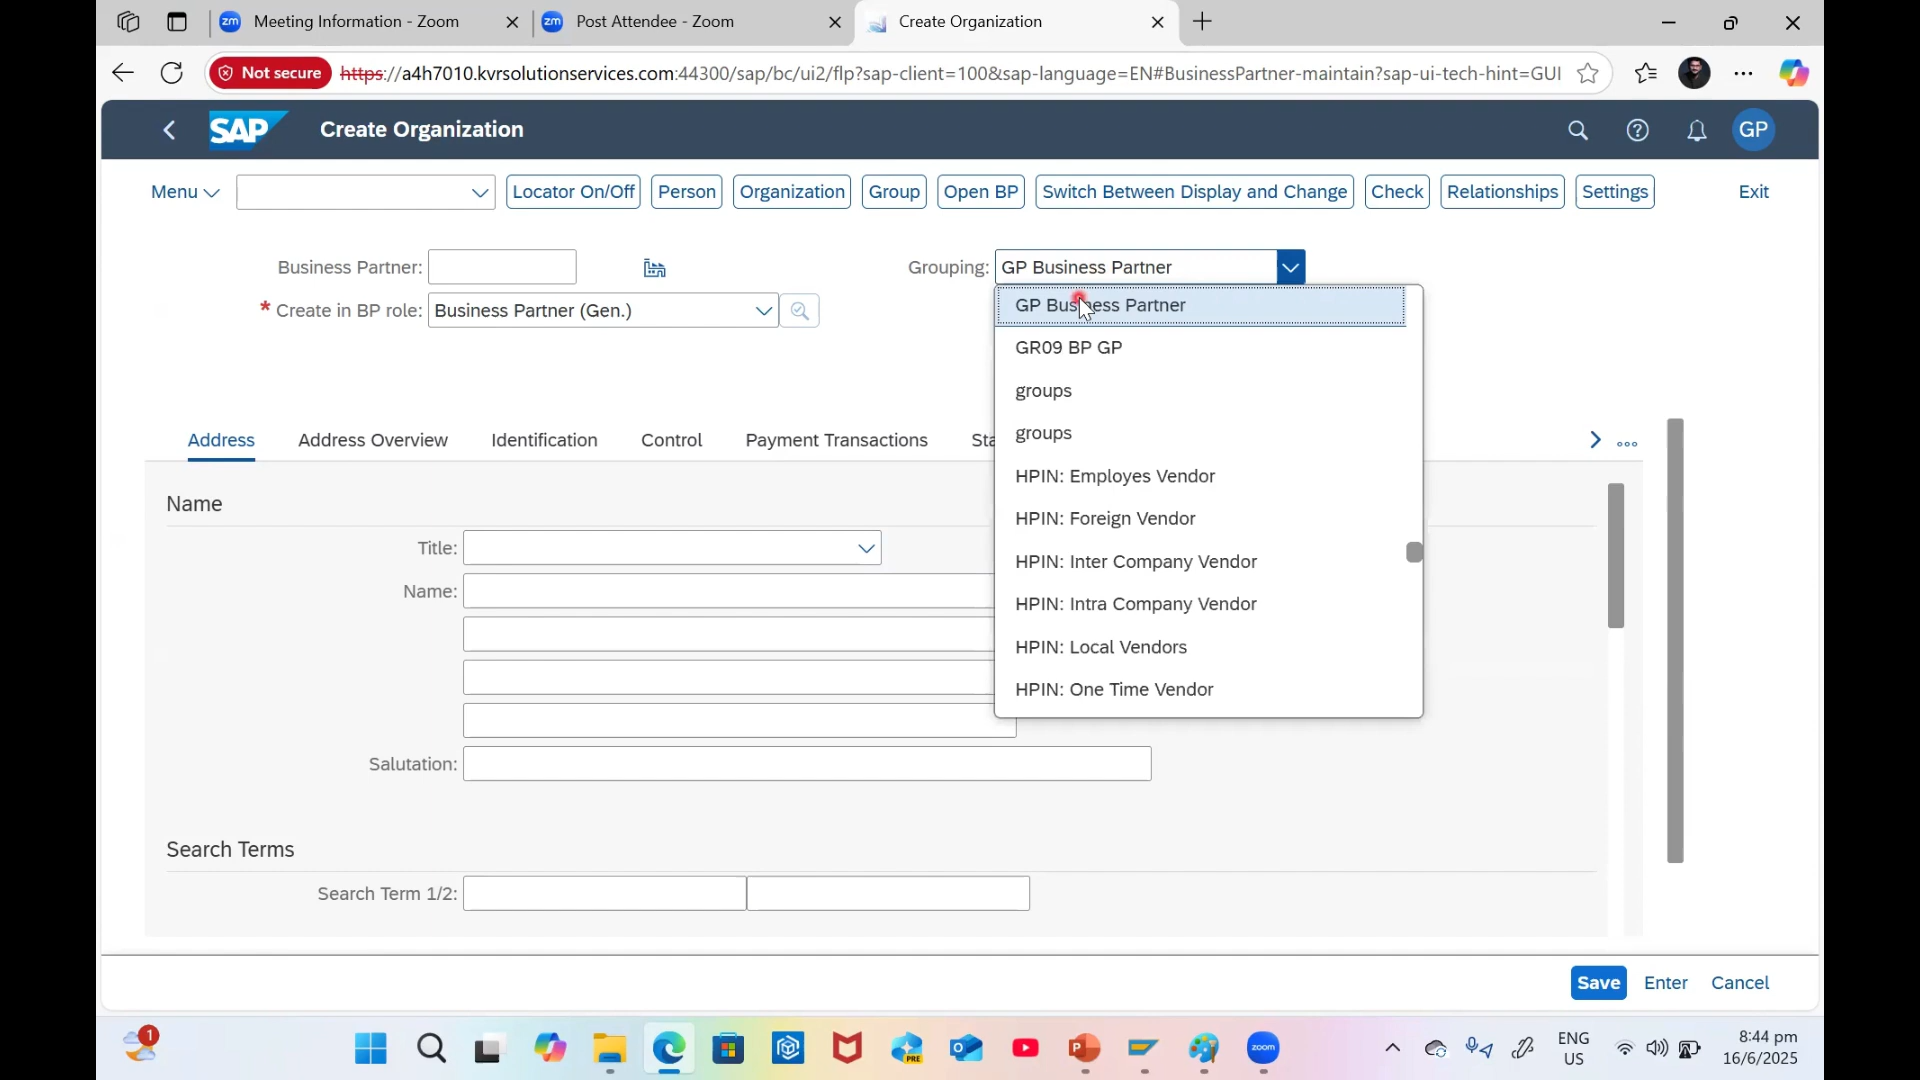 zm Meeting Information - Zoom
zm Post Attendee - Zoom
Create Organization
Not secure https://a4h7010.kvrsolutionservices.com:44300/sap/bc/ui2/flp?sap-client=100&sap-language=EN#BusinessPartner-maintain?sap-ui-tech-hint=GUI
SAP Create Organization GP
Menu Locator On/Off Person Organization Group Open BP Switch Between Display and Change Check Relationships Settings Exit
Business Partner: Grouping: GP Business Partner
* Create in BP role: Business Partner (Gen.)
GP Business Partner
GR09 BP GP
groups
groups
HPIN: Employes Vendor
HPIN: Foreign Vendor
HPIN: Inter Company Vendor
HPIN: Intra Company Vendor
HPIN: Local Vendors
HPIN: One Time Vendor
Address Address Overview Identification Control Payment Transactions Sta
Name
Title:
Name:
Salutation:
Search Terms
Search Term 1/2:
Save Enter Cancel
1
PRE
zoom
ENG
US
8:44 pm
16/6/2025